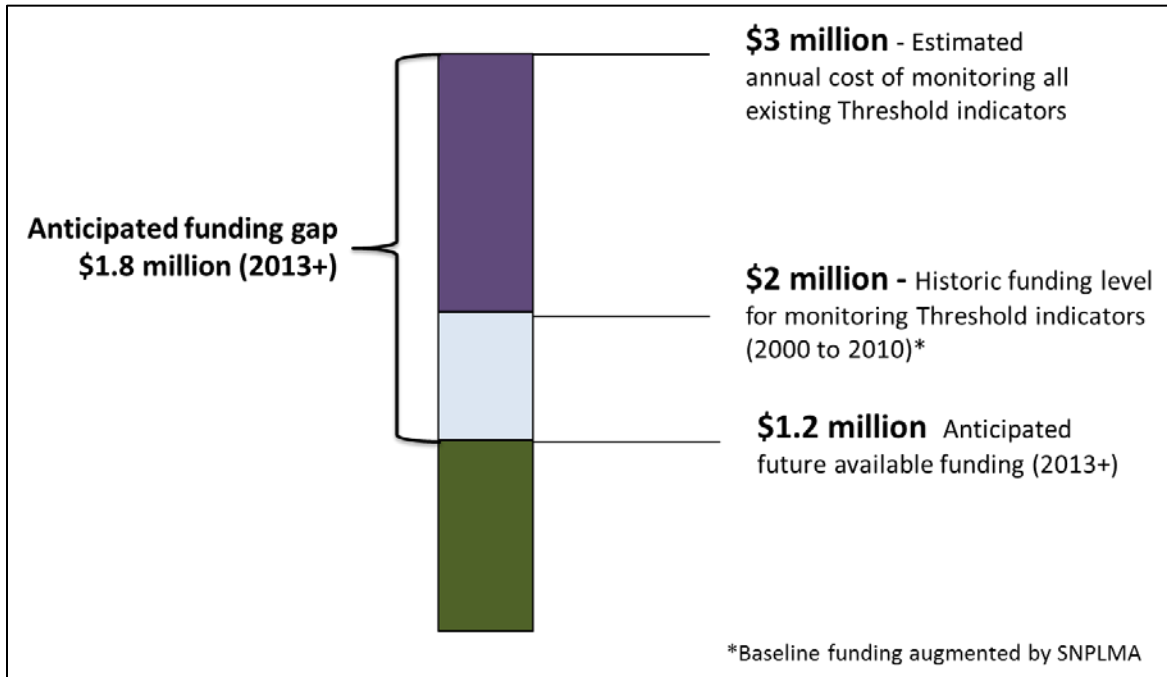 $3 million - Estimated
annual cost of monitoring all
existing Threshold indicators
Anticipated funding gap
$1.8 million (2013+)
$2 million - Historic funding level
for monitoring Threshold indicators
(2000 to 2010)*
$1.2 million Anticipated
future available funding (2013+)
*Baseline funding augmented by SNPLMA